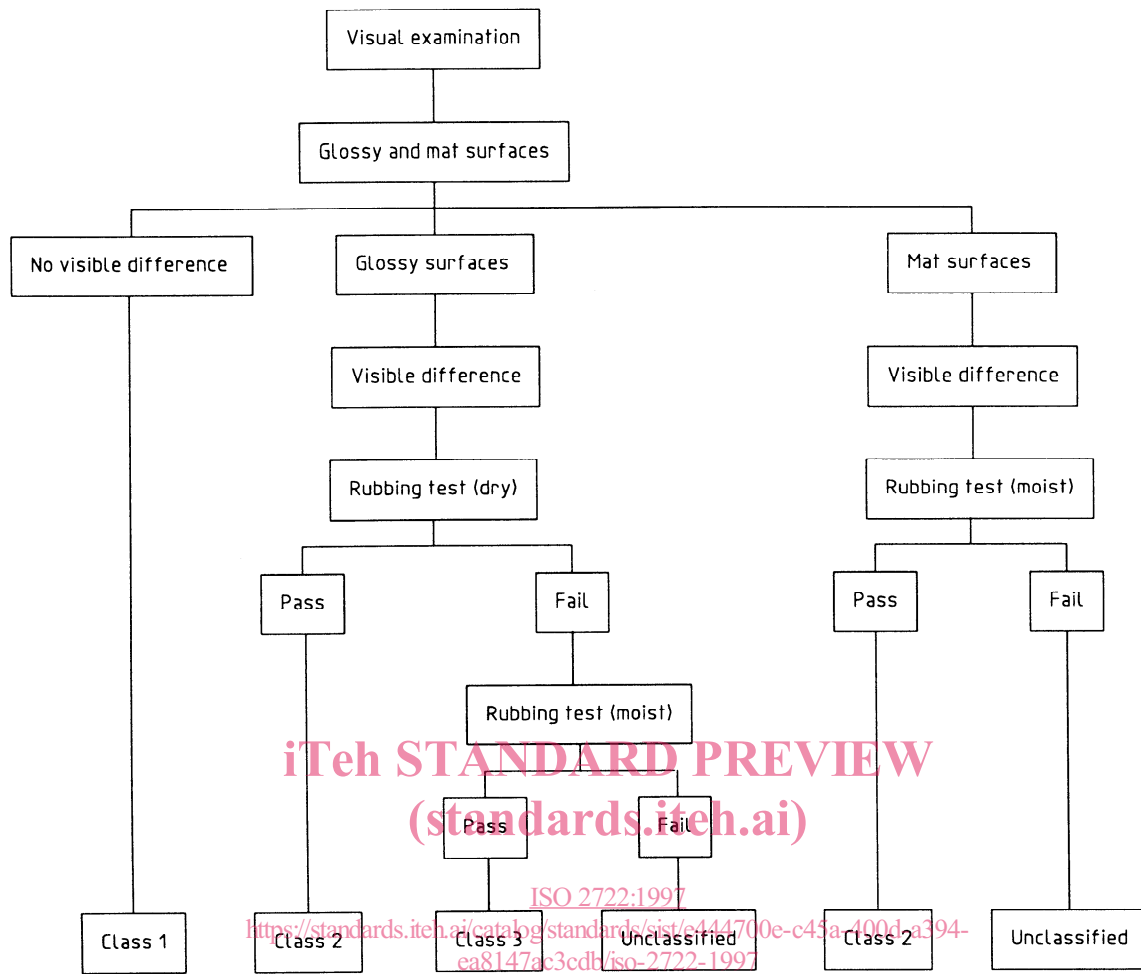 Visual examination
Glossy and mat surfaces
No visible difference
Glossy surfaces
Mat surfaces
Visible difference
Visible difference
Rubbing test (dry)
Rubbing test (moist)
Pass
Fail
Pass
Fail
Rubbing test (moist)
iTeh STANDARD PREVIEW
(standards.iteh.ai)
Pass
Fail
ISO 2722:1997
https://standards.iteh.ai/catalog/standards/sist/e444700e-c45a-400d-a394-
ea8147ac3cdb/iso-2722-1997
Class 1
Class 2
Class 3
Unclassified
Class 2
Unclassified